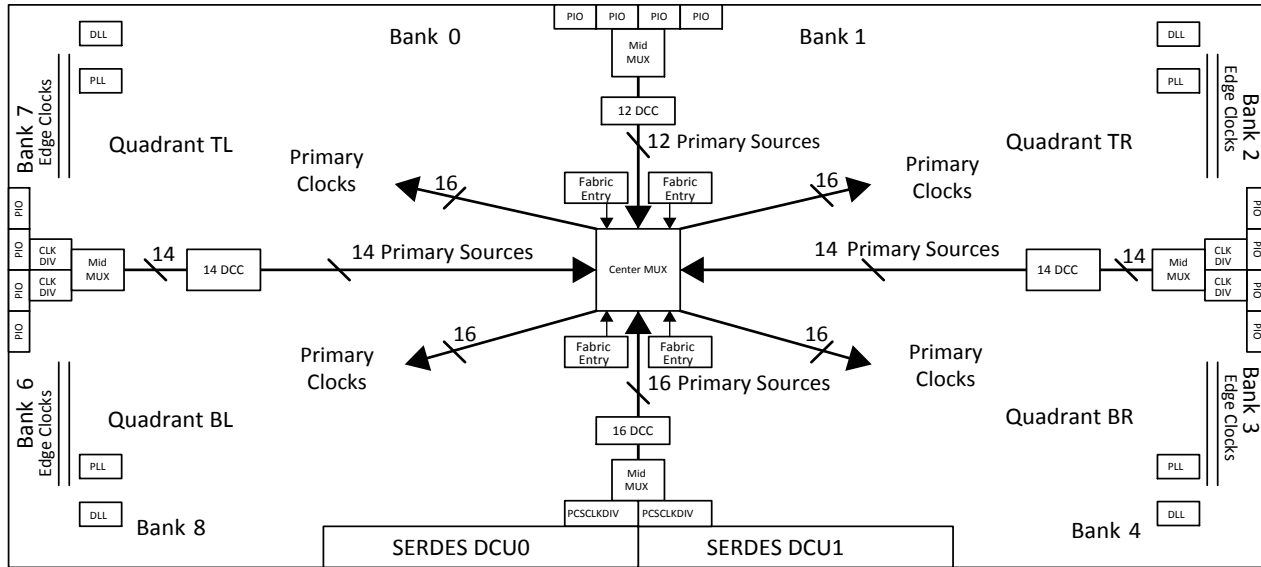 PIO PIO PIO PIO
DLL
Bank 0
Bank 1
DLL
Mid
MUX
PLL
PLL
Bank 7
Edge Clocks
Edge Clocks
Bank 2
12 DCC
Quadrant TL
12 Primary Sources
Quadrant TR
Primary
Clocks
16
Fabric
Entry
Fabric
Entry
16
Primary
Clocks
PIO
PIO
PIO
PIO
CLK
DIV
CLK
DIV
Mid
MUX
14
14 DCC
14 Primary Sources
Center MUX
14 Primary Sources
14 DCC
14
Mid
MUX
CLK
DIV
CLK
DIV
PIO
PIO
PIO
PIO
Primary
Clocks
16
Fabric
Entry
Fabric
Entry
16
Primary
Clocks
16 Primary Sources
Bank 6
Edge Clocks
Quadrant BL
Quadrant BR
Edge Clocks
Bank 3
16 DCC
PLL
PLL
Mid
MUX
DLL
Bank 8
PCSCLKDIV PCSCLKDIV
Bank 4
DLL
SERDES DCU0
SERDES DCU1